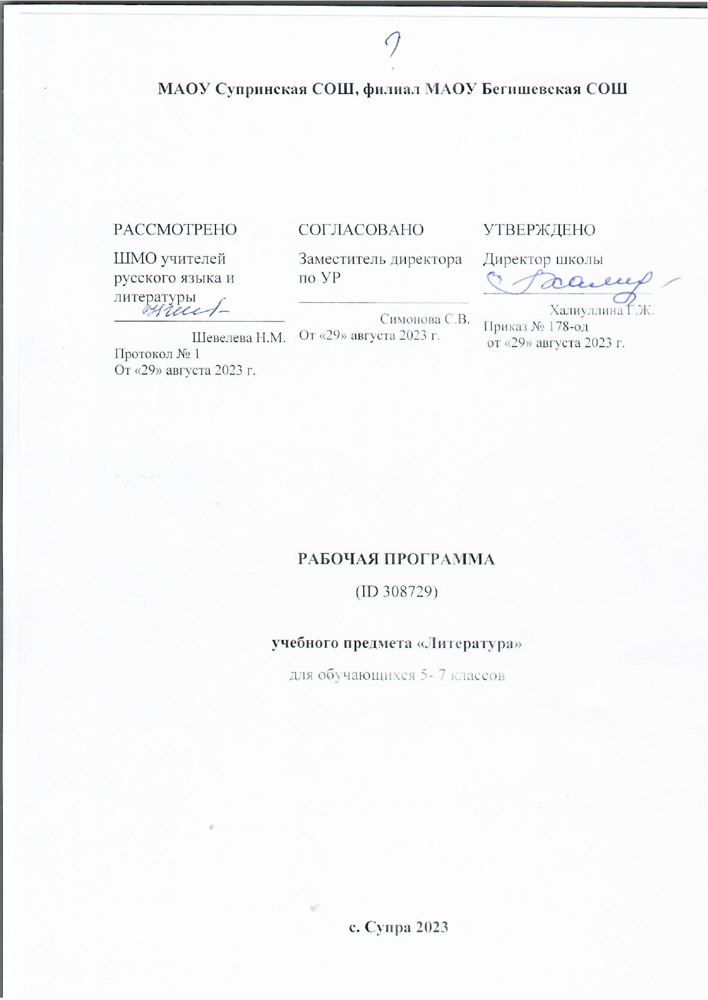 МАОУ Супринская СОШ, филиал МАОУ Бегишевская СОШ
РАССМОТРЕНО
ШМО учителей
русского языка и
литературы
Шевелева Н.М.
Протокол № 1
От «29» августа 2023 г.
СОГЛАСОВАНО
Заместитель директора
по УР
Симонова С.В.
От «29» августа 2023 г.
УТВЕРЖДЕНО
Директор школы
Халиуллина Г.Ж.
Приказ № 178-од
от «29» августа 2023 г.
РАБОЧАЯ ПРОГРАММА
(ID 308729)
учебного предмета «Литература»
для обучающихся 5- 7 классов
с. Супра 2023